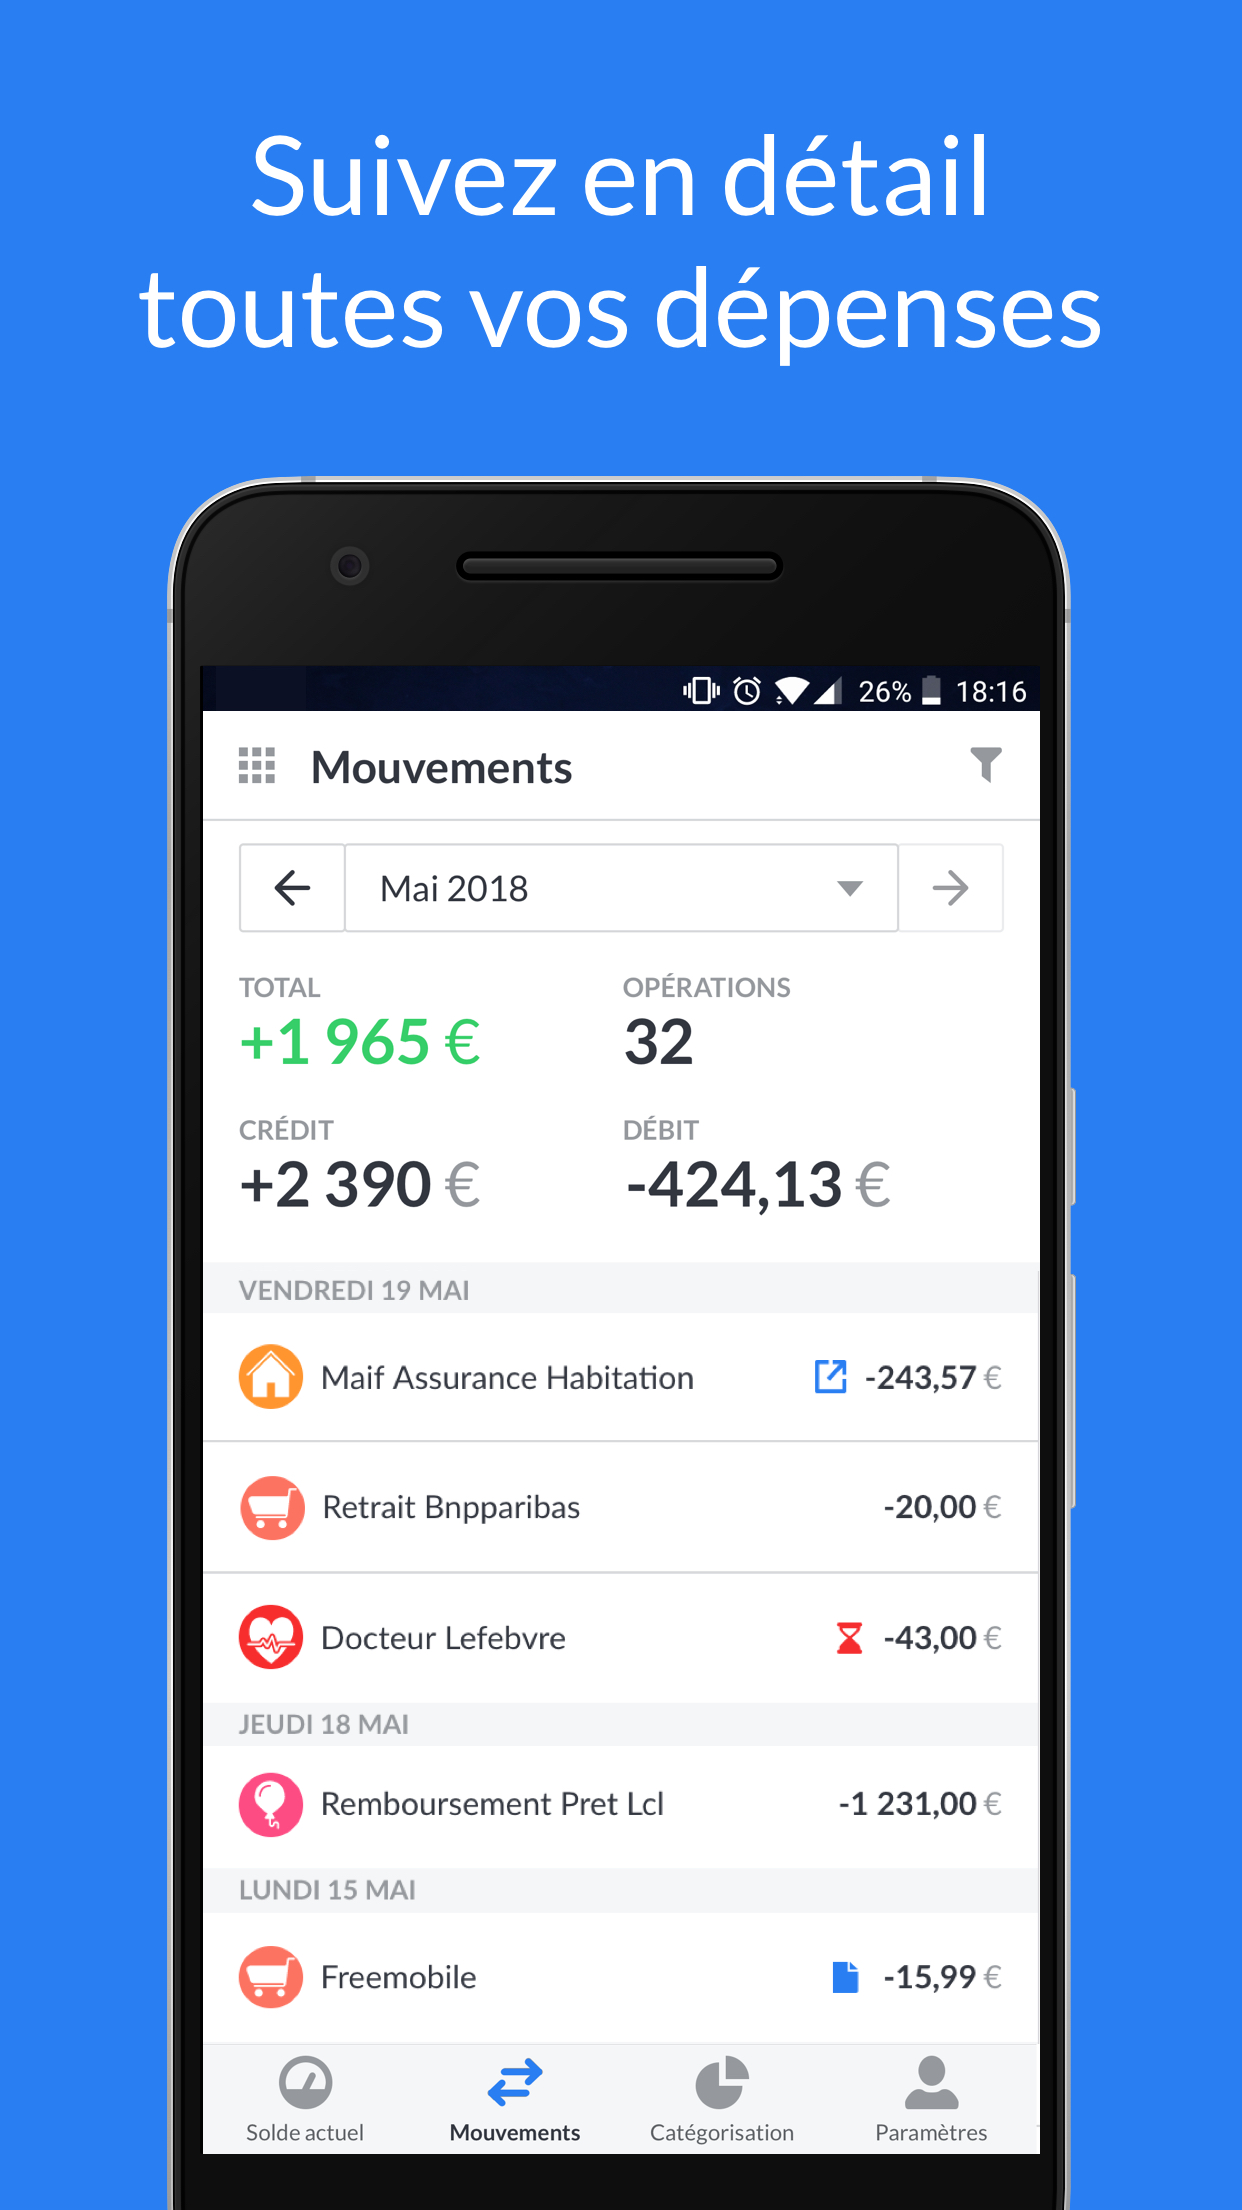 Suivez en détail
toutes vos dépenses
26% 18:16
Mouvements
Mai 2018
TOTAL OPÉRATIONS
+1 965 € 32
CRÉDIT DÉBIT
+2 390 € -424,13 €
VENDREDI 19 MAI
Maif Assurance Habitation -243,57 €
Retrait Bnpparibas -20,00 €
Docteur Lefebvre -43,00 €
JEUDI 18 MAI
Remboursement Pret Lcl -1 231,00 €
LUNDI 15 MAI
Freemobile -15,99 €
Solde actuel Mouvements Catégorisation Paramètres